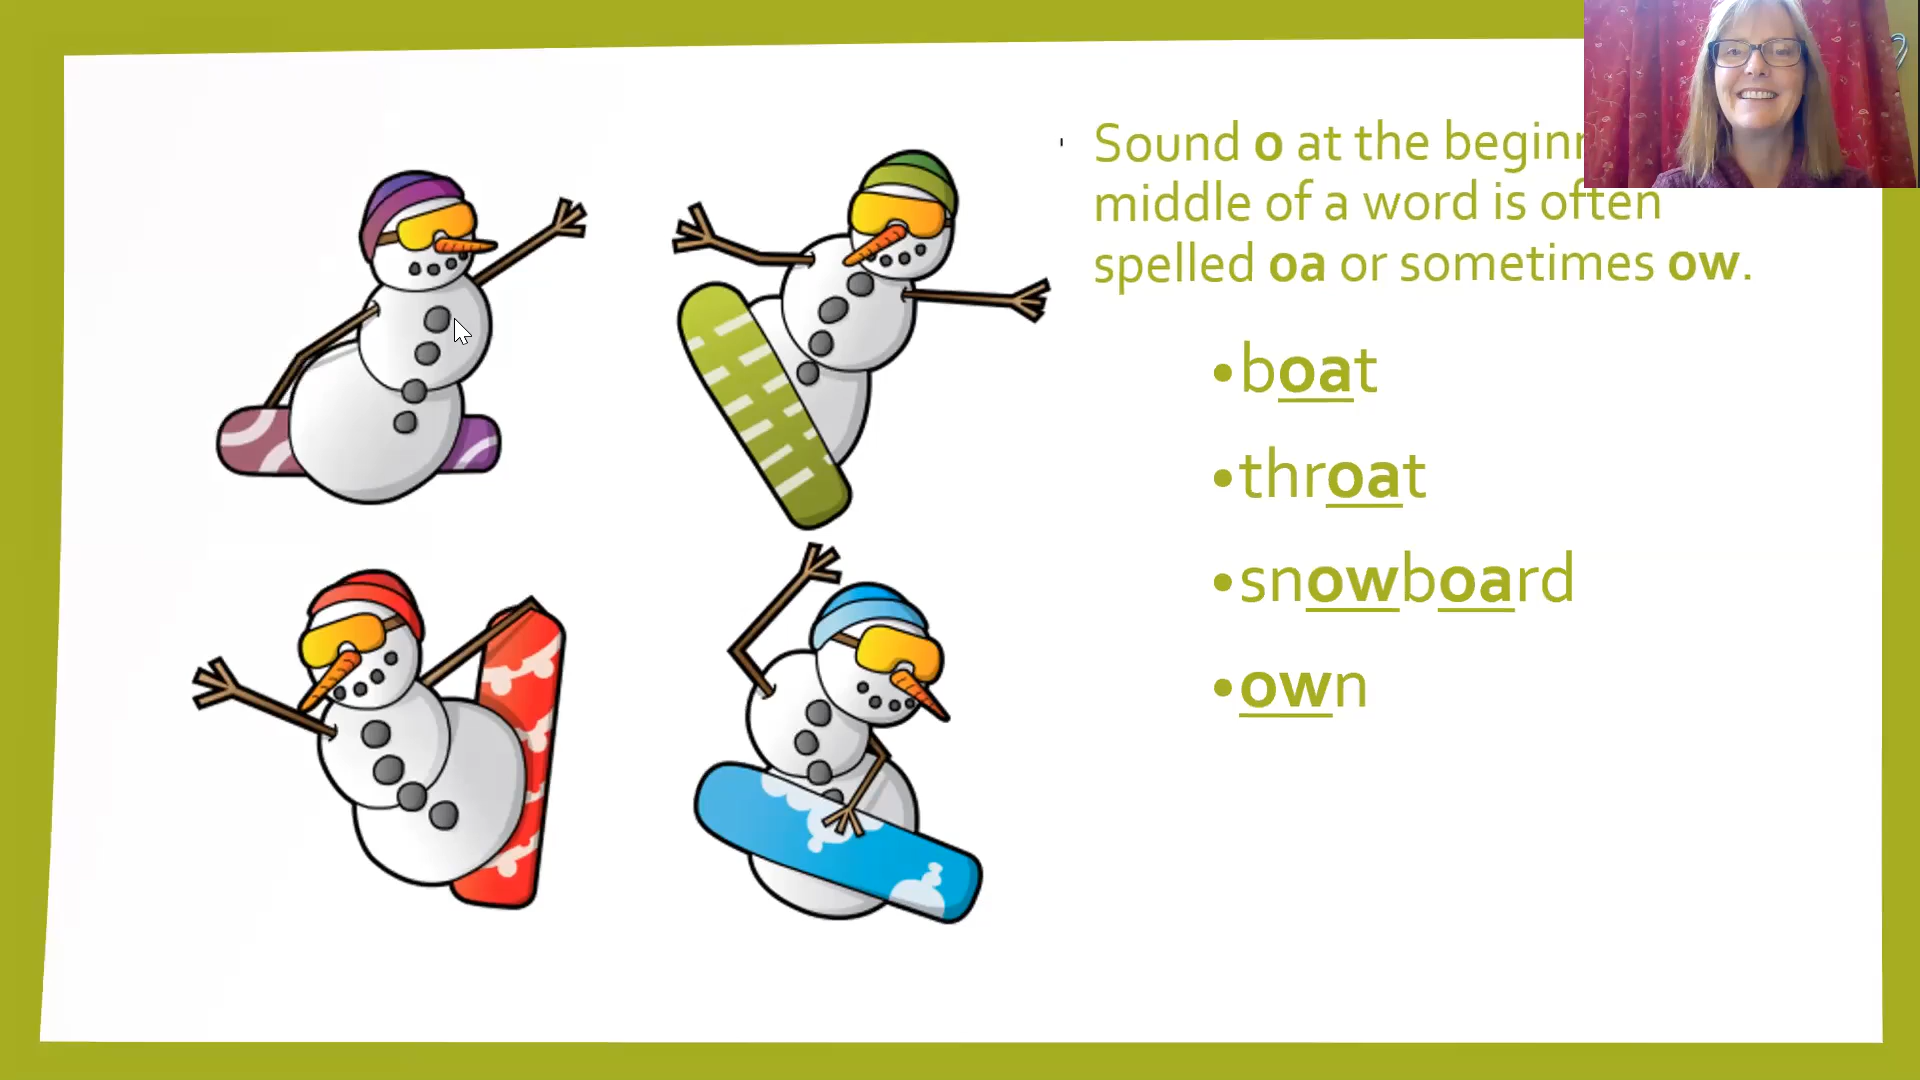 Sound o at the
middle of a word is often
spelled oa or sometimes ow.
•boat
•throat
•snowboard
•own